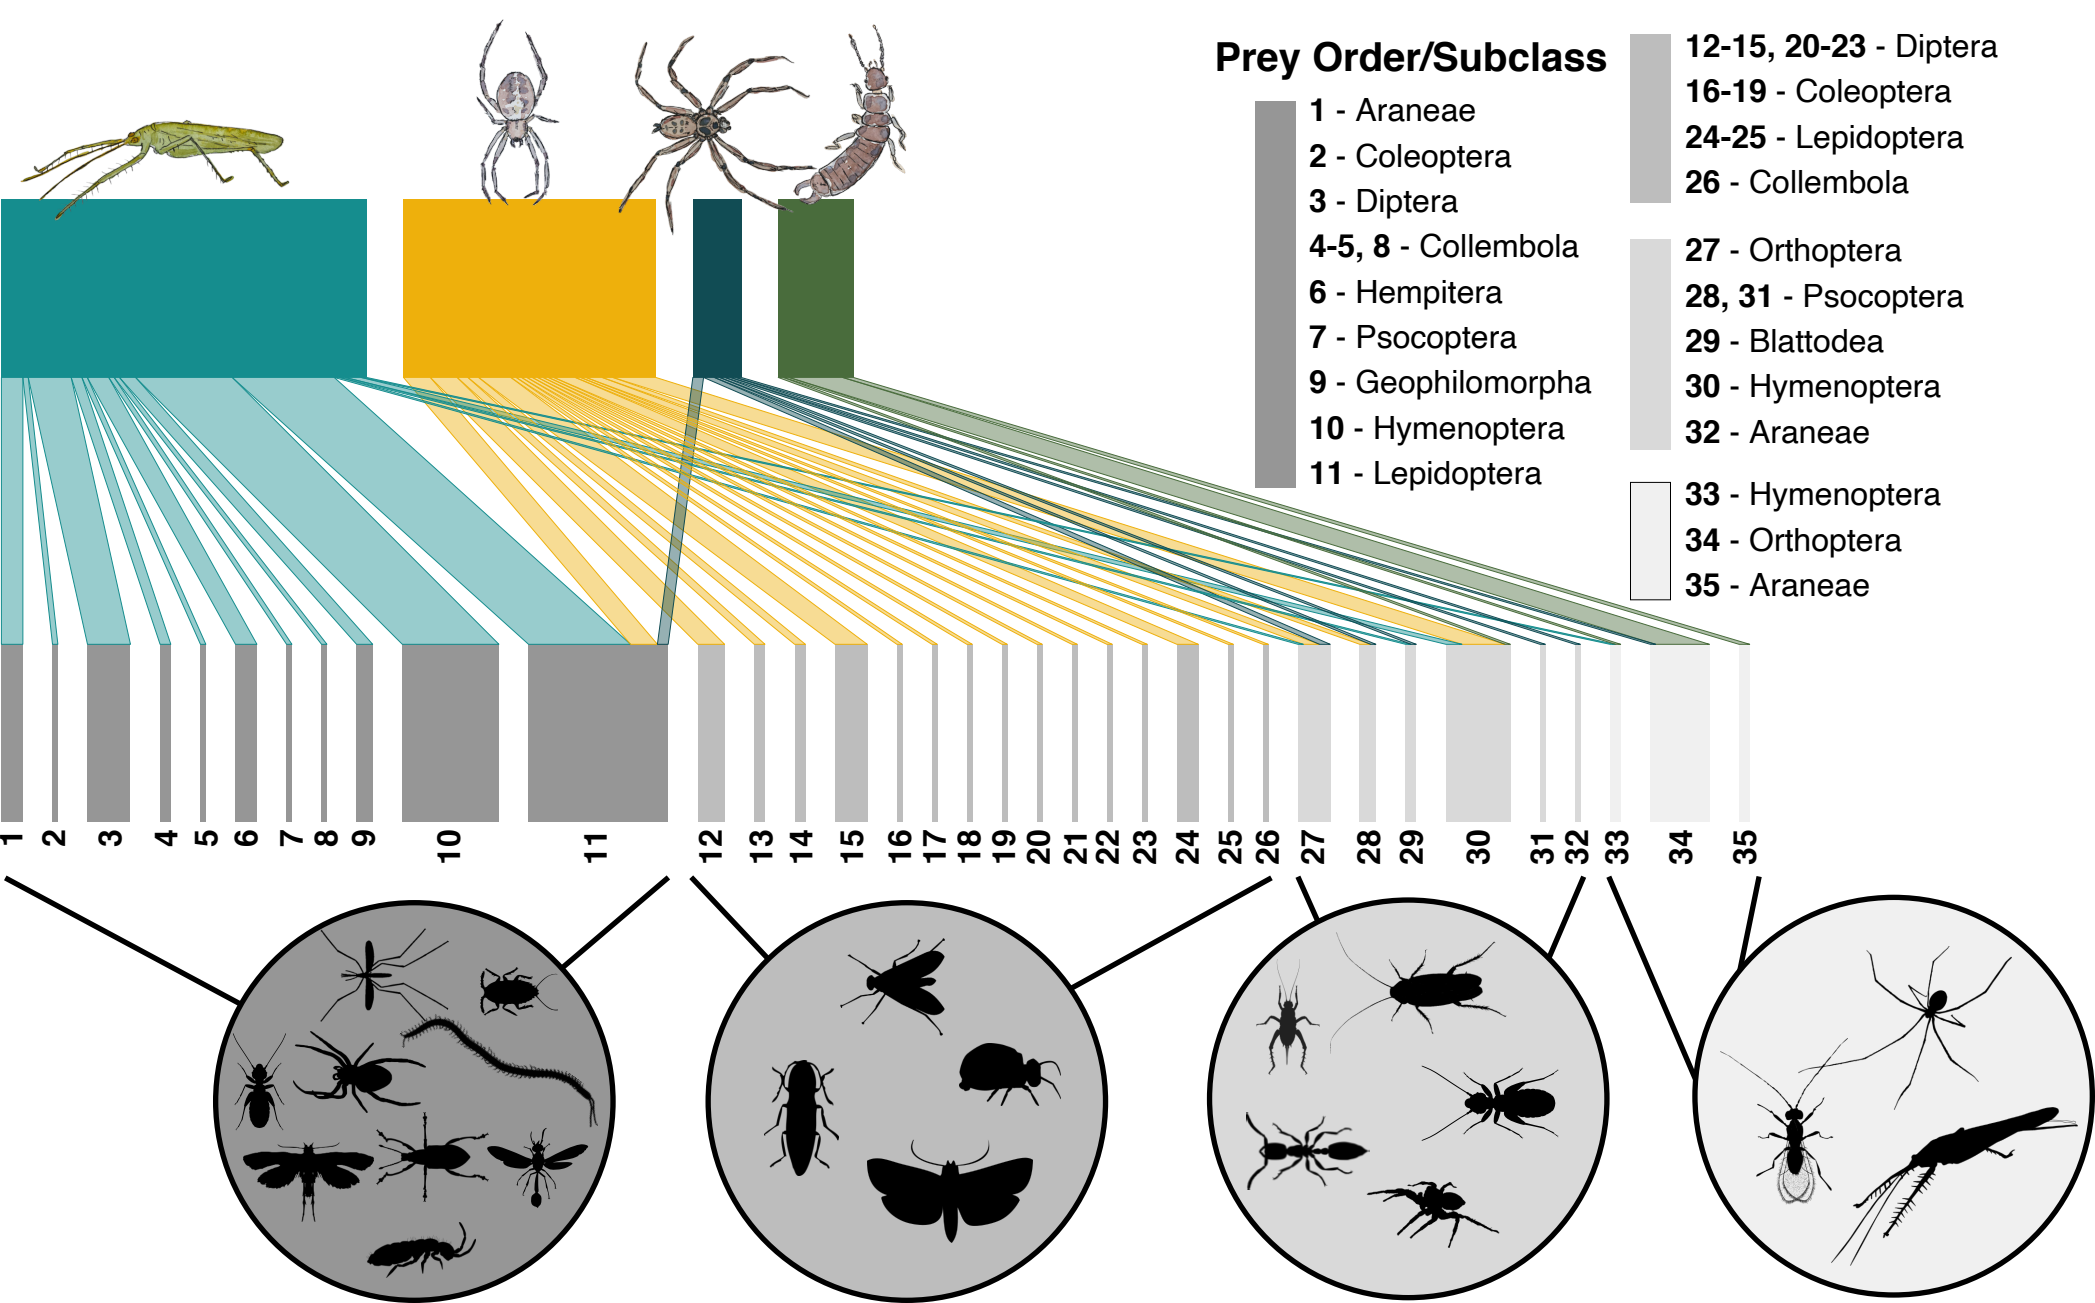 Prey Order/Subclass
1 - Araneae
2 - Coleoptera
3 - Diptera
4-5, 8 - Collembola
6 - Hempitera
7 - Psocoptera
9 - Geophilomorpha
10 - Hymenoptera
11 - Lepidoptera
12-15, 20-23 - Diptera
16-19 - Coleoptera
24-25 - Lepidoptera
26 - Collembola
27 - Orthoptera
28, 31 - Psocoptera
29 - Blattodea
30 - Hymenoptera
32 - Araneae
33 - Hymenoptera
34 - Orthoptera
35 - Araneae
1 2 3 4 5 6 7 8 9 10 11 12 13 14 15 16 17 18 19 20 21 22 23 24 25 26 27 28 29 30 31 32 33 34 35